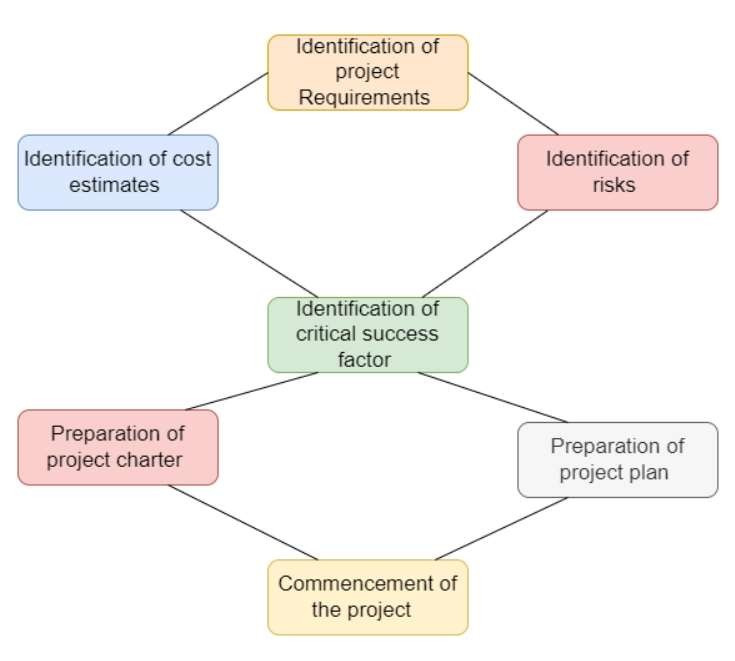 Identification of
project
Requirements
Identification of cost
estimates
Identification of
risks
Identification of
critical success
factor
Preparation of
project charter
Preparation of
project plan
Commencement of
the project